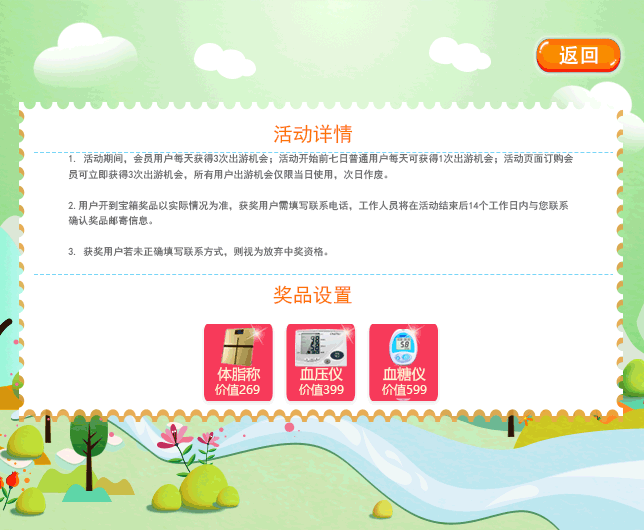 返回
活动详情
1. 活动期间，会员用户每天获得3次出游机会；活动开始前七日普通用户每天可获得1次出游机会；活动页面订购会
员可立即获得3次出游机会，所有用户出游机会仅限当日使用，次日作废。
2.用户开到宝箱奖品以实际情况为准，获奖用户需填写联系电话，工作人员将在活动结束后14个工作日内与您联系
确认奖品邮寄信息。
3. 获奖用户若未正确填写联系方式，则视为放弃中奖资格。
奖品设置
体脂称 血压仪 血糖仪
价值269 价值399 价值599